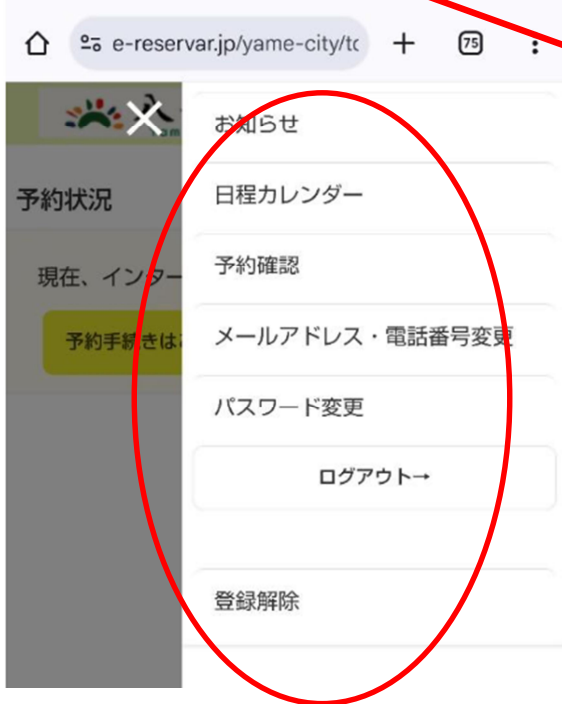 e-reservar.jp/yame-city/tc
75
お知らせ
予約状況
日程カレンダー
現在、インター
予約確認
予約手続きは
メールアドレス・電話番号変更
パスワード変更
ログアウト→
登録解除